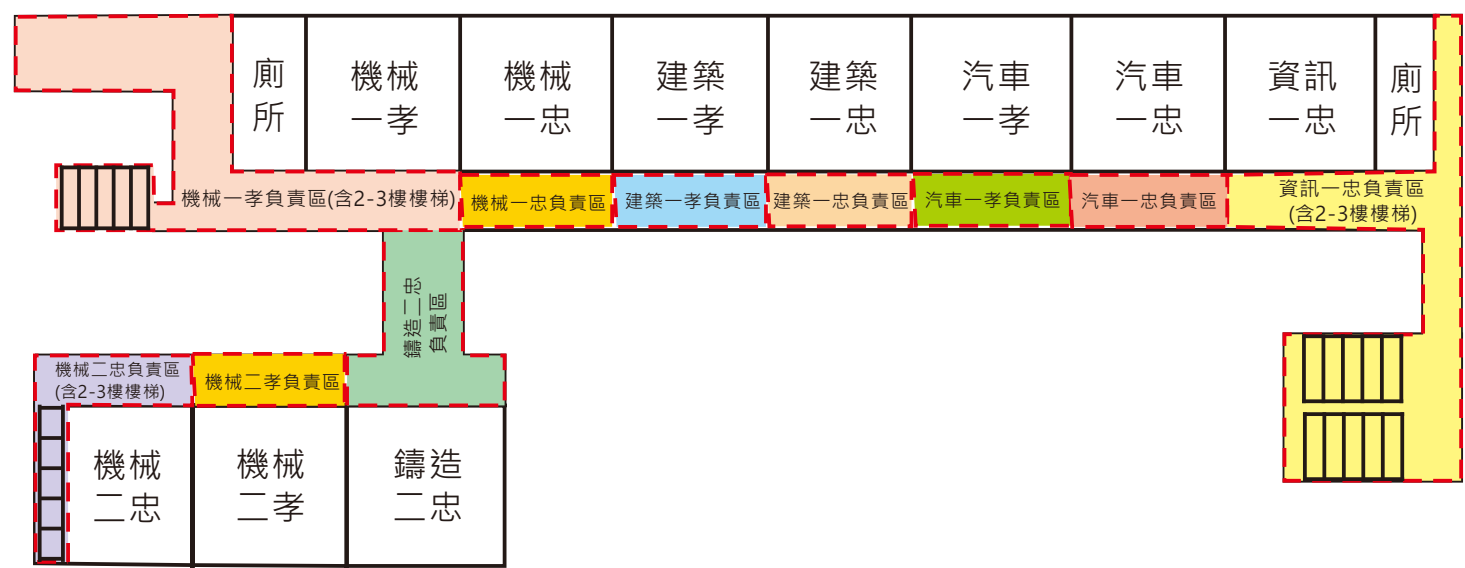 廁所
機械一孝
機械一忠
建築一孝
建築一忠
汽車一孝
汽車一忠
資訊一忠
廁所
機械一孝負責區(含2-3樓樓梯)
機械一忠負責區
建築一孝負責區
建築一忠負責區
汽車一孝負責區
汽車一忠負責區
資訊一忠負責區
(含2-3樓樓梯)
鑄造二忠
負責區
機械二忠負責區
(含2-3樓樓梯)
機械二孝負責區
機械
二忠
機械
二孝
鑄造
二忠